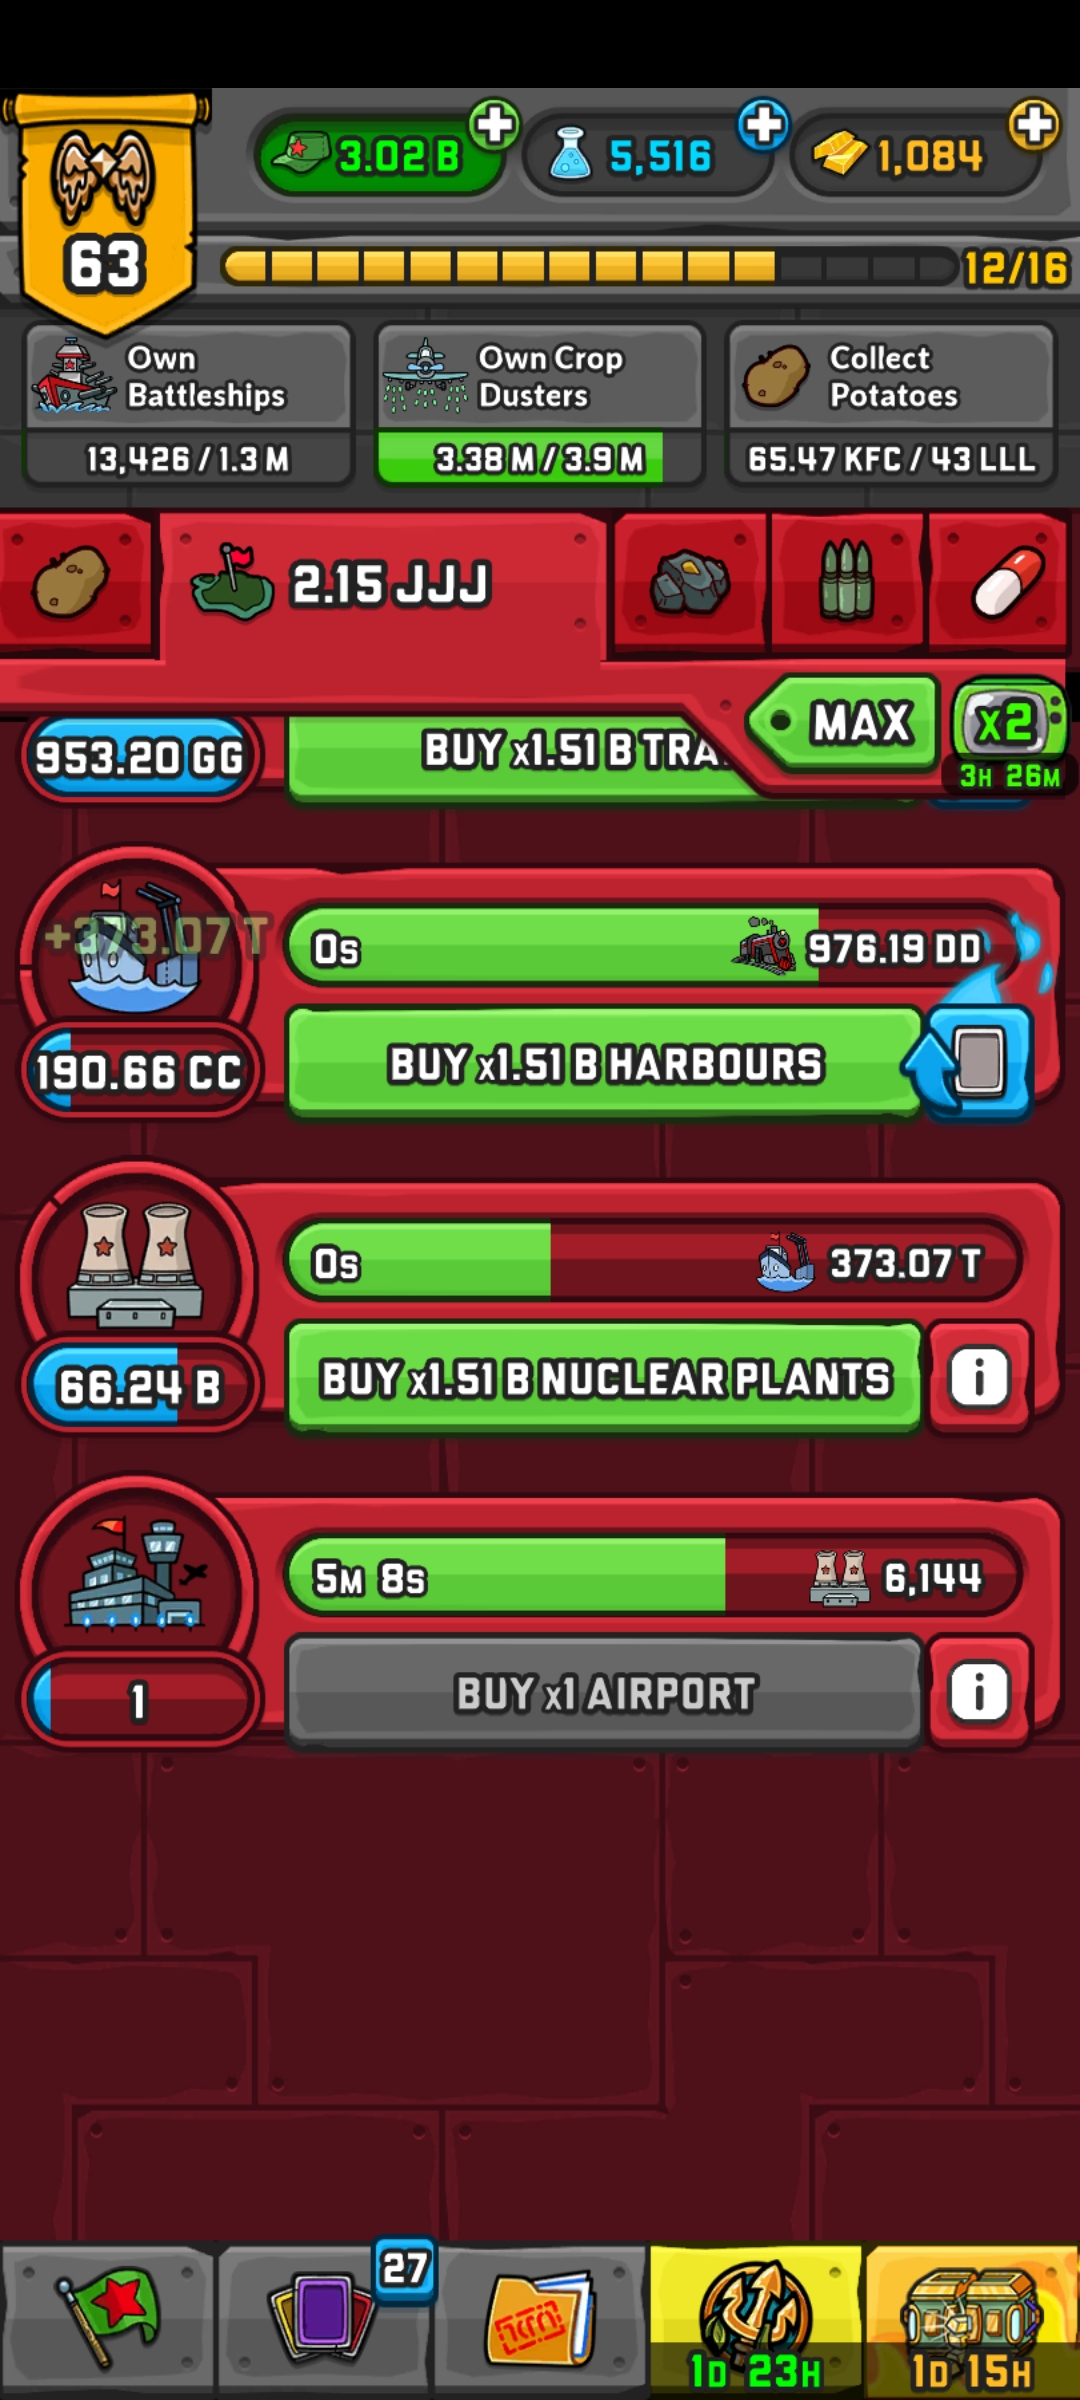 3.02 B
5,516
1,084
63
12/16
Own
Battleships
13,426 / 1.3 M
Own Crop
Dusters
3.38 M / 3.9 M
Collect
Potatoes
65.47 KFC / 43 LLL
2.15 JJJ
MAX
x2
3H 26M
953.20 GG
BUY x1.51 B TRA
+373.07 T
0s
976.19 DD
190.66 CC
BUY x1.51 B HARBOURS
0s
373.07 T
66.24 B
BUY x1.51 B NUCLEAR PLANTS
i
5M 8s
6,144
1
BUY x1 AIRPORT
i
27
1D 23H
1D 15H